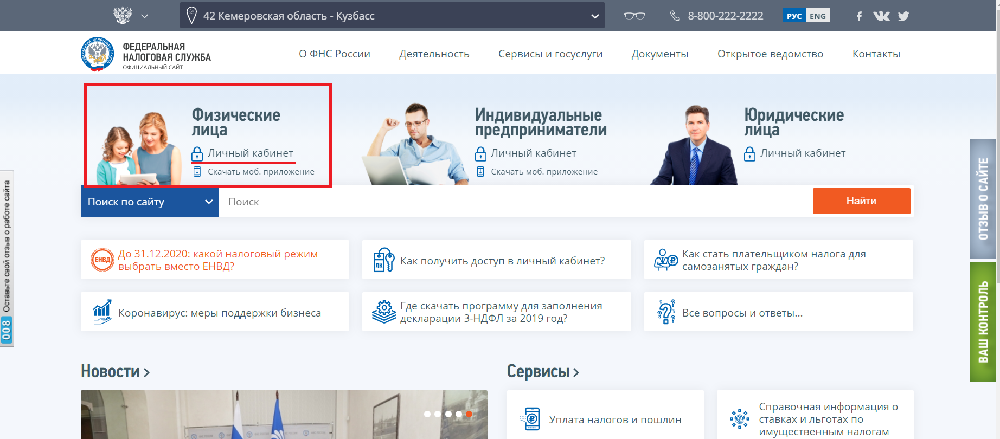 42 Кемеровская область - Кузбасс
8-800-222-2222
РУС ENG
ФЕДЕРАЛЬНАЯ
НАЛОГОВАЯ СЛУЖБА
ОФИЦИАЛЬНЫЙ САЙТ
О ФНС России
Деятельность
Сервисы и госуслуги
Документы
Открытое ведомство
Контакты
Физические
лица
Личный кабинет
Скачать моб. приложение
Индивидуальные
предприниматели
Личный кабинет
Скачать моб. приложение
Юридические
лица
Личный кабинет
Поиск по сайту
Поиск
Найти
ЕНВД
До 31.12.2020: какой налоговый режим
выбрать вместо ЕНВД?
ЛК
Как получить доступ в личный кабинет?
Как стать плательщиком налога для
самозанятых граждан?
Коронавирус: меры поддержки бизнеса
Где скачать программу для заполнения
декларации 3-НДФЛ за 2019 год?
Все вопросы и ответы...
Новости
Сервисы
Уплата налогов и пошлин
Справочная информация о
ставках и льготах по
имущественным налогам
Оставьте свой отзыв о работе сайта
ОТЗЫВ О САЙТЕ
ВАШ КОНТРОЛЬ